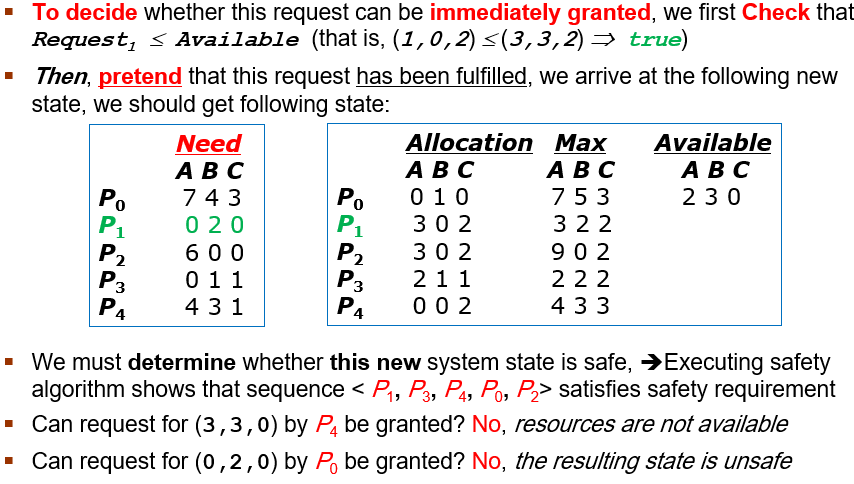 ▪ To decide whether this request can be immediately granted, we first Check that
Request₁ ≤ Available (that is, (1,0,2) ≤(3,3,2) ⇒ true)
▪ Then, pretend that this request has been fulfilled, we arrive at the following new
state, we should get following state:
Need
A B C
P₀ 7 4 3
P₁ 0 2 0
P₂ 6 0 0
P₃ 0 1 1
P₄ 4 3 1
Allocation Max Available
A B C A B C A B C
P₀ 0 1 0 7 5 3 2 3 0
P₁ 3 0 2 3 2 2
P₂ 3 0 2 9 0 2
P₃ 2 1 1 2 2 2
P₄ 0 0 2 4 3 3
▪ We must determine whether this new system state is safe, ➔Executing safety
algorithm shows that sequence < P₁, P₃, P₄, P₀, P₂> satisfies safety requirement
▪ Can request for (3,3,0) by P₄ be granted? No, resources are not available
▪ Can request for (0,2,0) by P₀ be granted? No, the resulting state is unsafe